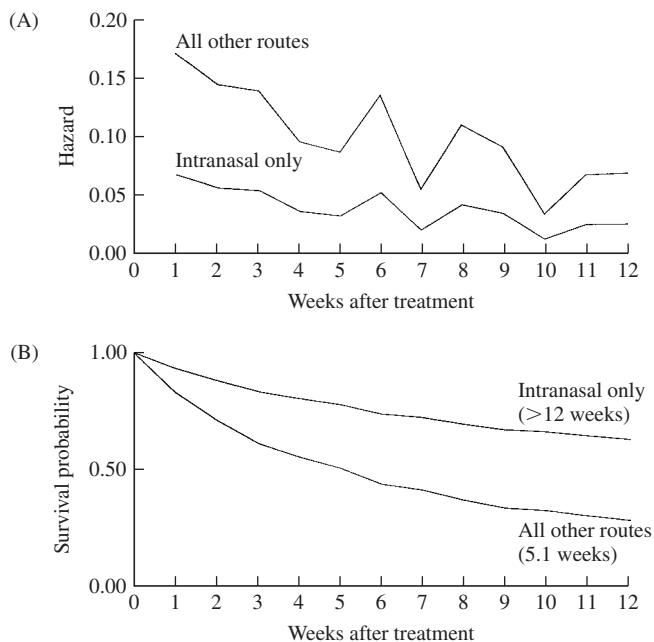 (A)
0.20
0.15
0.10
0.05
0.00
Hazard
All other routes
Intranasal only
0 1 2 3 4 5 6 7 8 9 10 11 12
Weeks after treatment
(B)
1.00
0.50
0.00
Survival probability
Intranasal only
(>12 weeks)
All other routes
(5.1 weeks)
0 1 2 3 4 5 6 7 8 9 10 11 12
Weeks after treatment